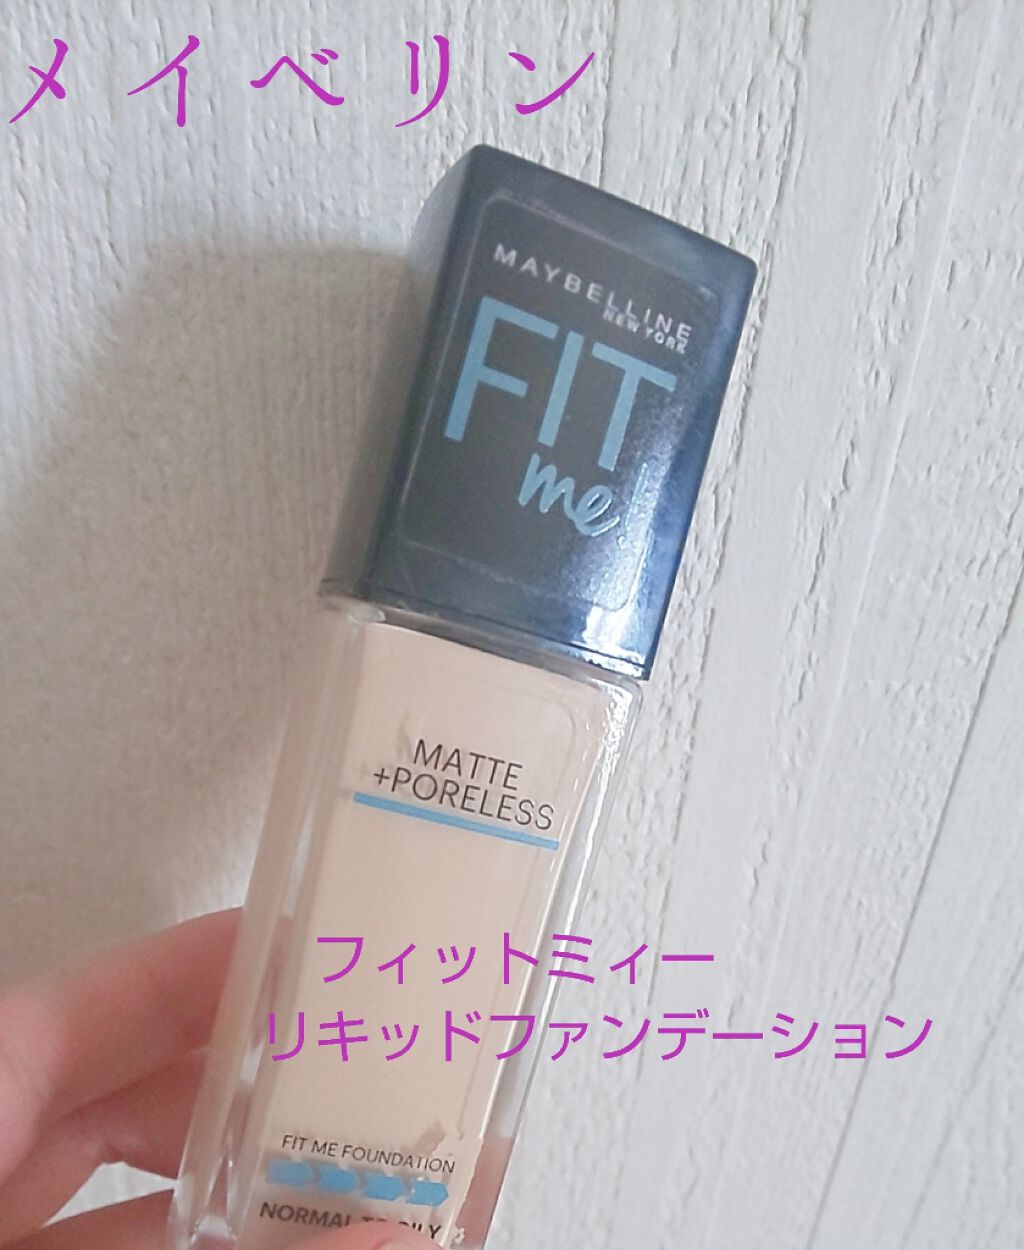 メイベリン
MAYBELLINE
NEW YORK
FIT
me!
MATTE
+PORELESS
フィットミィー
リキッドファンデーション
FIT ME FOUNDATION
NORMAL TO OILY